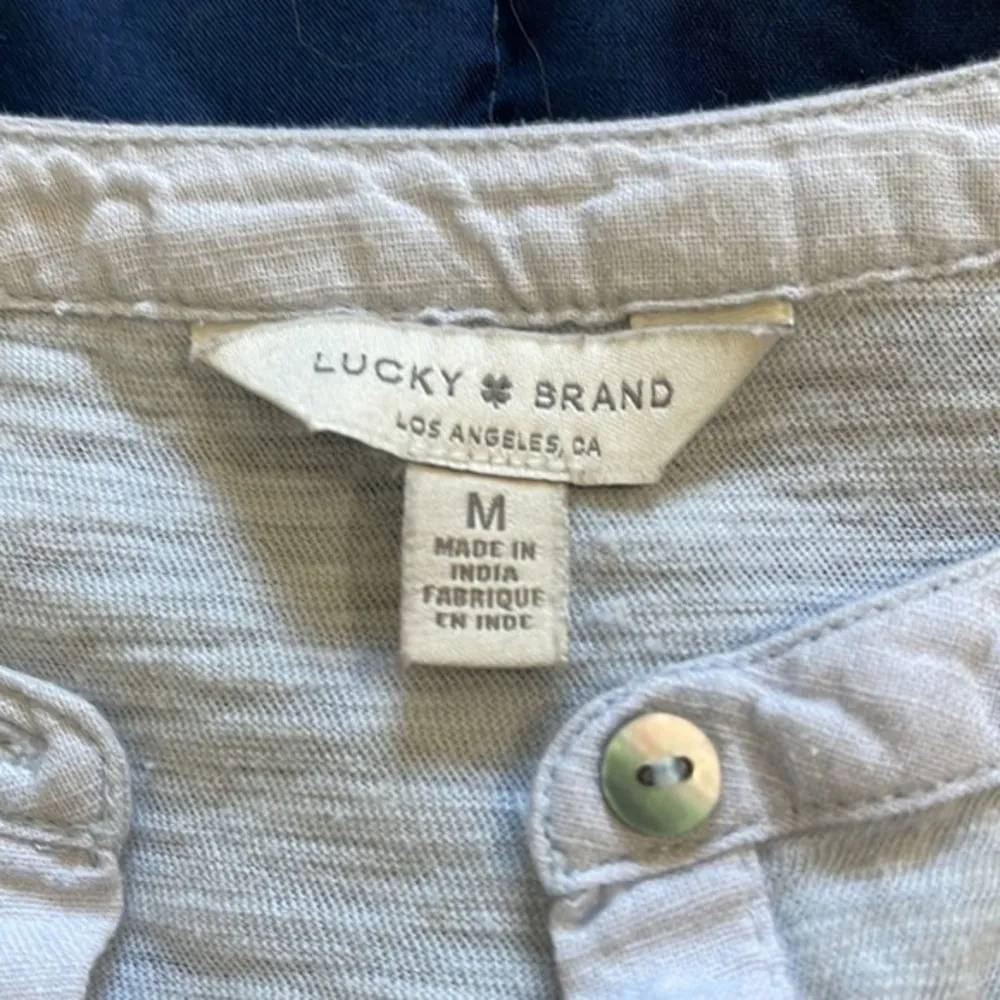 LUCKY BRAND
LOS ANGELES, CA
M
MADE IN
INDIA
FABRIQUE
EN INDE